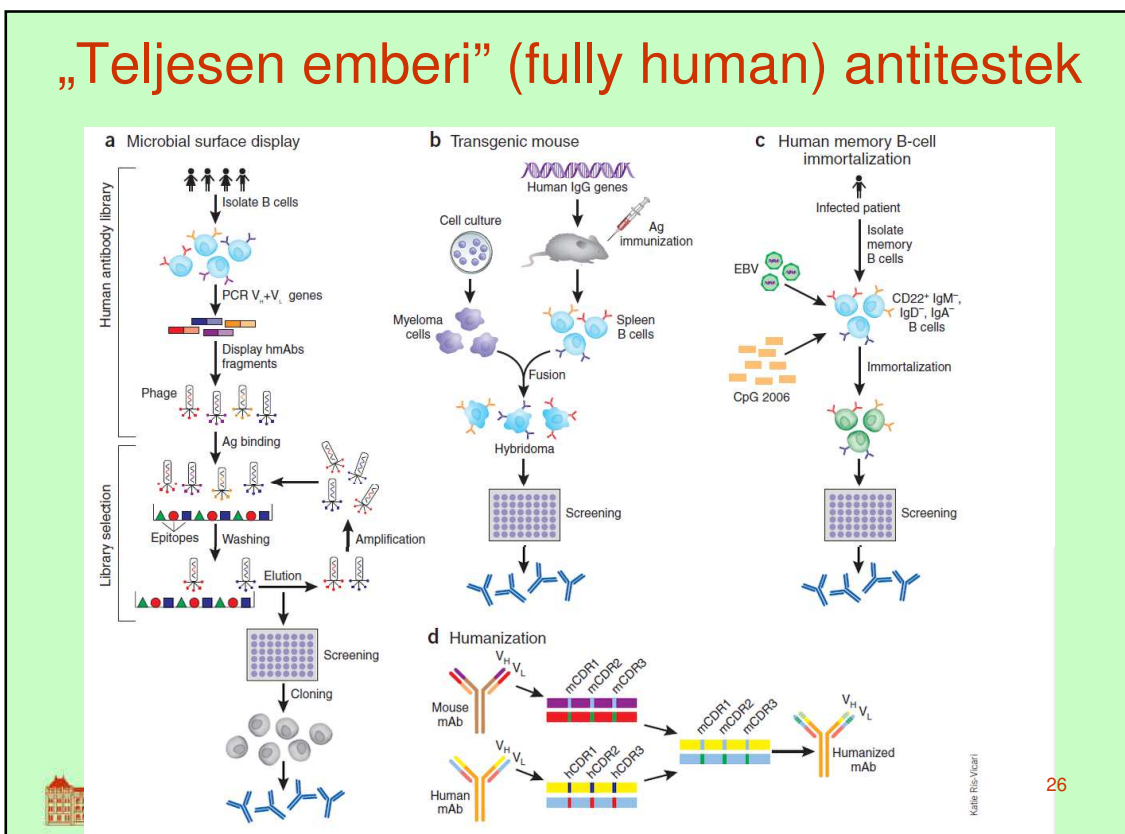 „Teljesen emberi” (fully human) antitestek
a Microbial surface display
Human antibody library
Isolate B cells
PCR VH+VL genes
Display hmAbs
fragments
Phage
Ag binding
Library selection
Epitopes
Washing
Amplification
Elution
Screening
Cloning
b Transgenic mouse
Human IgG genes
Cell culture
Ag
immunization
Myeloma
cells
Spleen
B cells
Fusion
Hybridoma
Screening
c Human memory B-cell
immortalization
Infected patient
Isolate
memory
B cells
EBV
CD22+ IgM–,
IgD–, IgA–
B cells
CpG 2006
Immortalization
Screening
d Humanization
VH
VL
Mouse
mAb
mCDR1
mCDR2
mCDR3
VH
VL
Human
mAb
hCDR1
hCDR2
hCDR3
mCDR1
mCDR2
mCDR3
VH
VL
Humanized
mAb
Katie Ris-Vicari
26